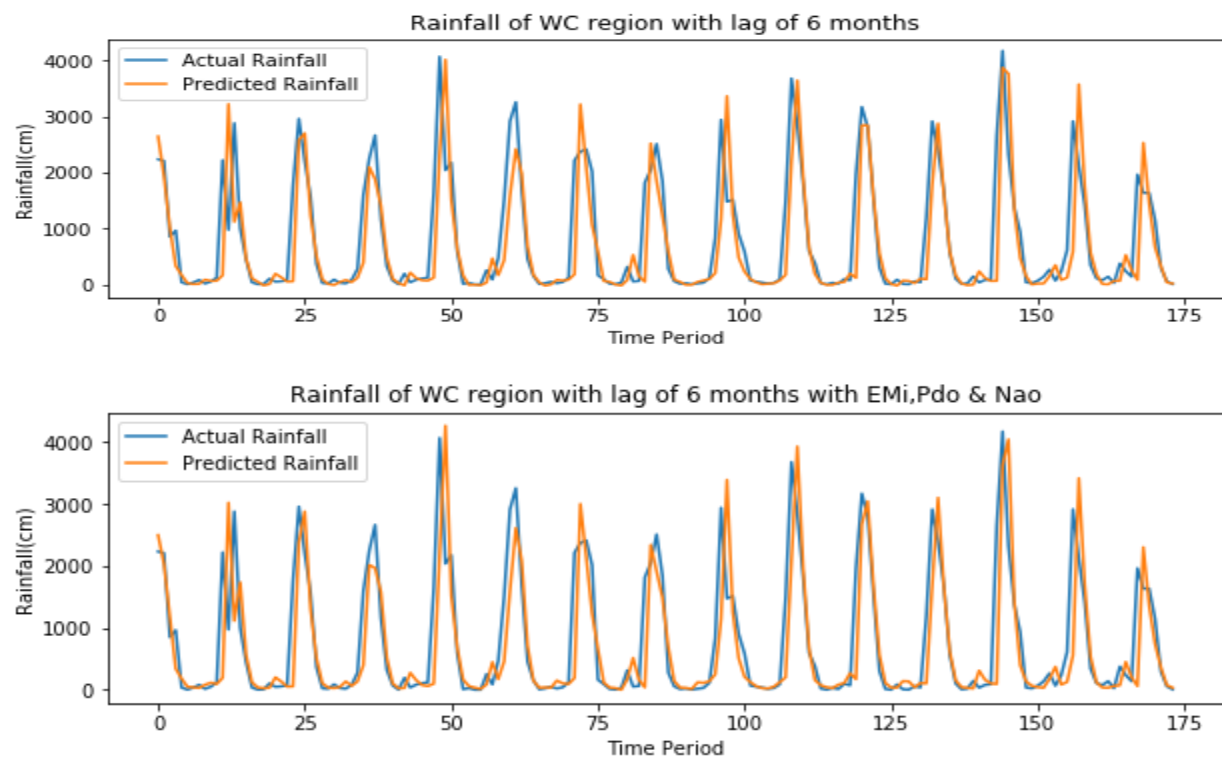 Rainfall of WC region with lag of 6 months
Actual Rainfall
Predicted Rainfall
Rainfall(cm)
4000
3000
2000
1000
0
0 25 50 75 100 125 150 175
Time Period
Rainfall of WC region with lag of 6 months with EMi,Pdo & Nao
Actual Rainfall
Predicted Rainfall
Rainfall(cm)
4000
3000
2000
1000
0
0 25 50 75 100 125 150 175
Time Period